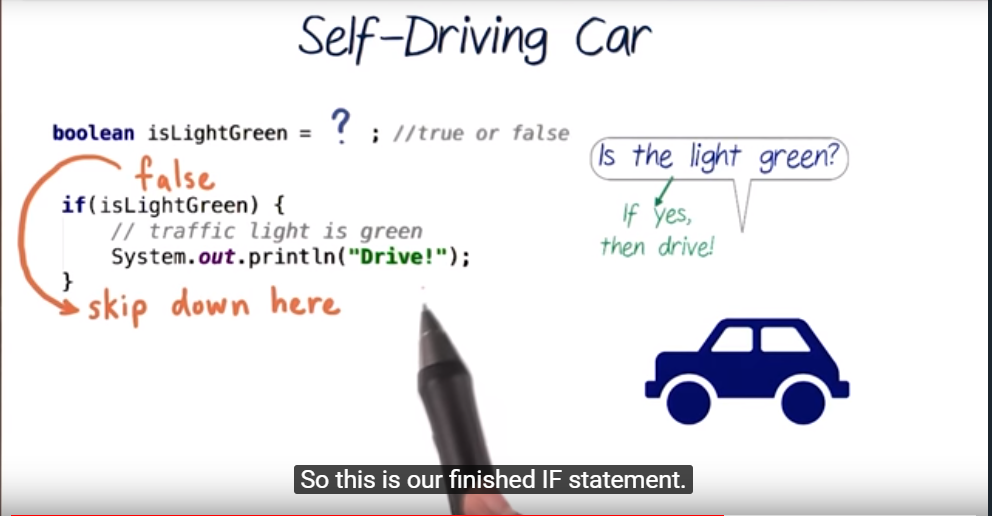 Self-Driving Car
boolean isLightGreen = ? ; //true or false
false
if(isLightGreen) {
// traffic light is green
System.out.println("Drive!");
}
skip down here
Is the light green?
If yes,
then drive!
So this is our finished IF statement.